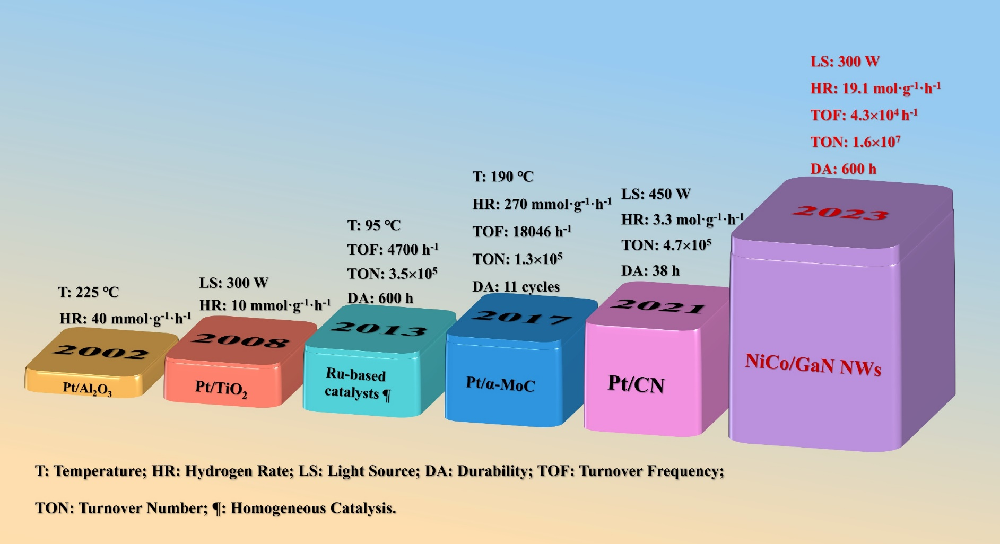 T: 225 ℃
HR: 40 mmol·g⁻¹·h⁻¹
2002
Pt/Al₂O₃
LS: 300 W
HR: 10 mmol·g⁻¹·h⁻¹
2008
Pt/TiO₂
T: 95 ℃
TOF: 4700 h⁻¹
TON: 3.5×10⁵
DA: 600 h
2013
Ru-based
catalysts ¶
T: 190 ℃
HR: 270 mmol·g⁻¹·h⁻¹
TOF: 18046 h⁻¹
TON: 1.3×10⁵
DA: 11 cycles
2017
Pt/α-MoC
LS: 450 W
HR: 3.3 mol·g⁻¹·h⁻¹
TON: 4.7×10⁵
DA: 38 h
2021
Pt/CN
LS: 300 W
HR: 19.1 mol·g⁻¹·h⁻¹
TOF: 4.3×10⁴ h⁻¹
TON: 1.6×10⁷
DA: 600 h
2023
NiCo/GaN NWs
T: Temperature; HR: Hydrogen Rate; LS: Light Source; DA: Durability; TOF: Turnover Frequency;
TON: Turnover Number; ¶: Homogeneous Catalysis.